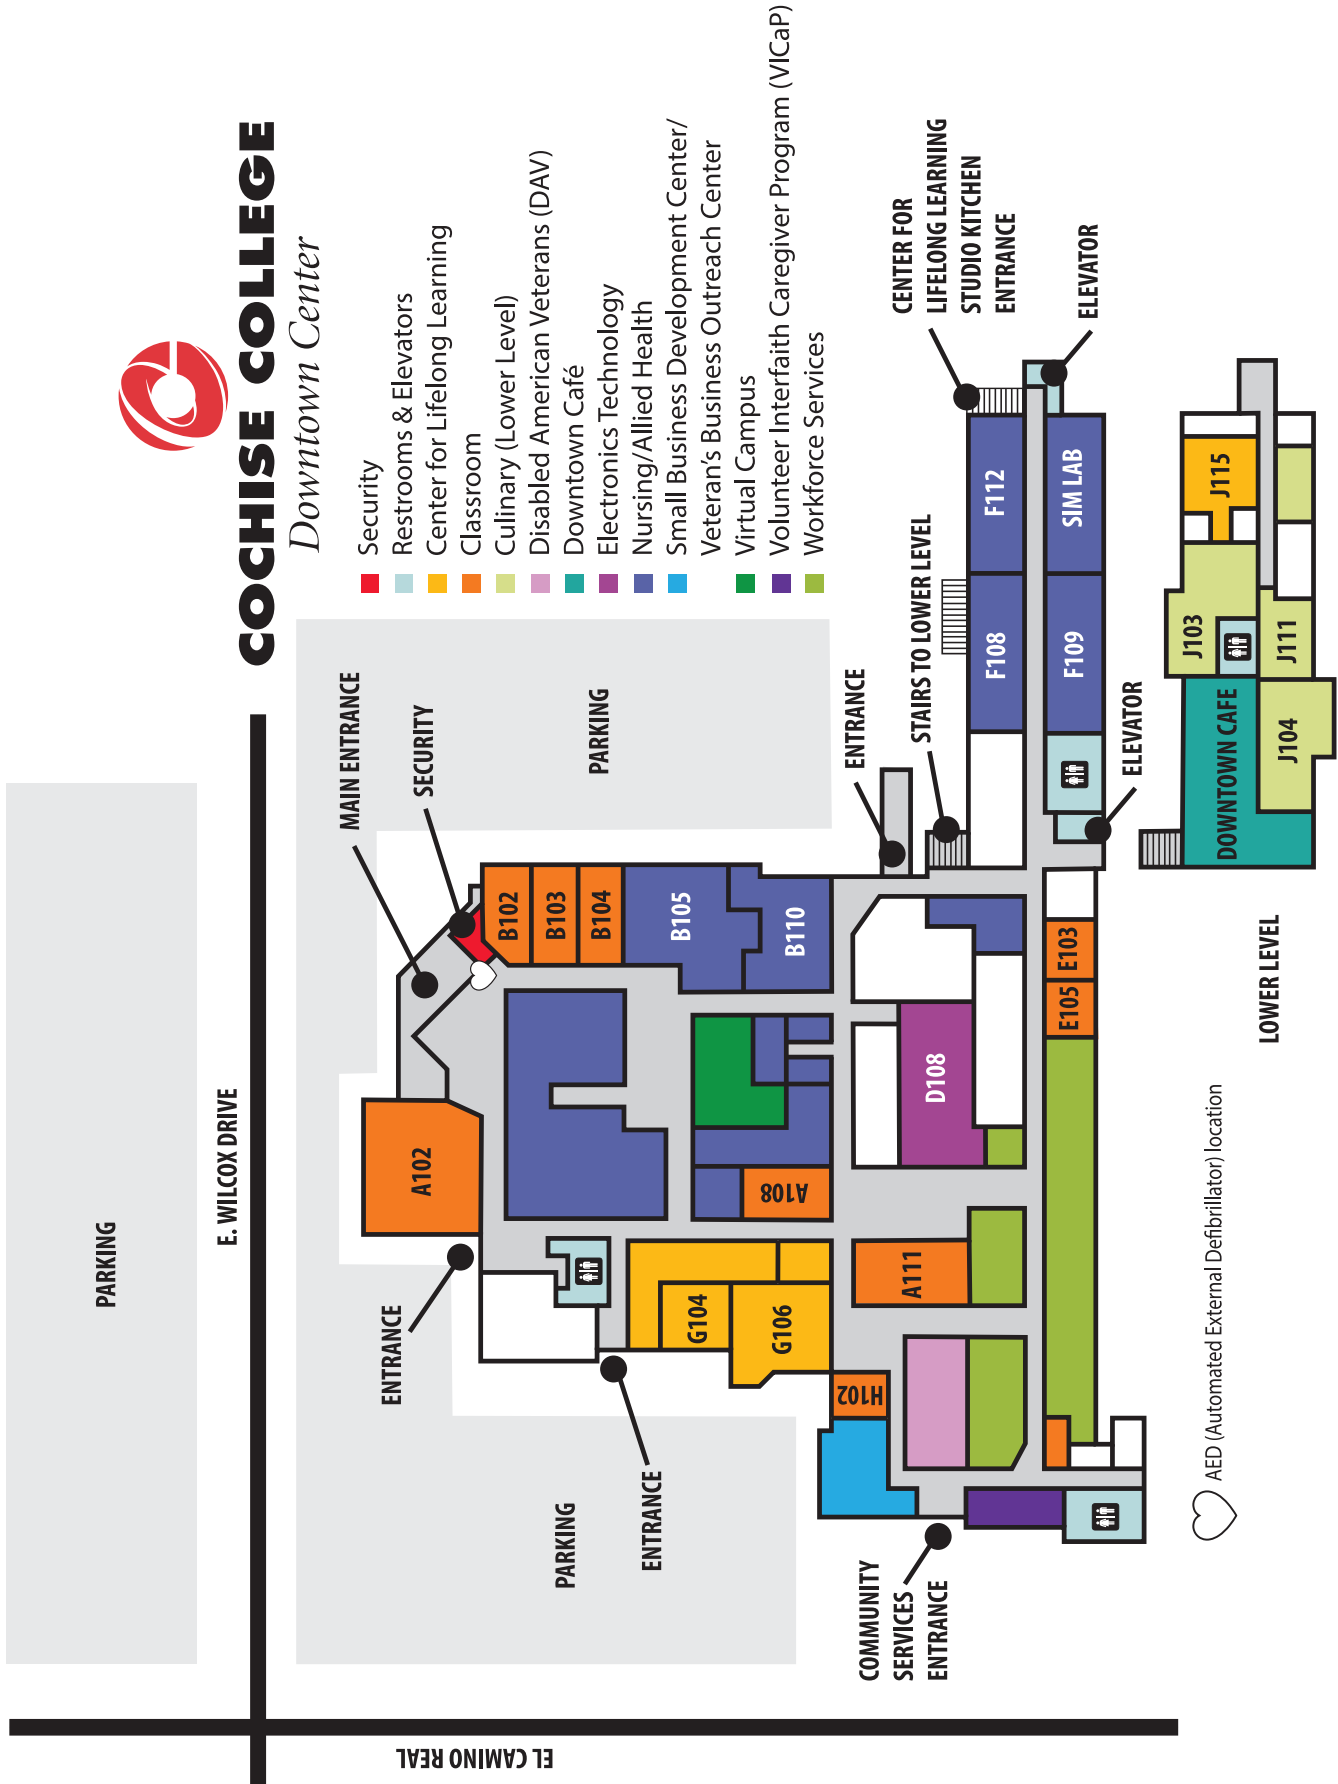 COCHISE COLLEGE
Downtown Center
Security
Restrooms & Elevators
Center for Lifelong Learning
Classroom
Culinary (Lower Level)
Disabled American Veterans (DAV)
Downtown Café
Electronics Technology
Nursing/Allied Health
Small Business Development Center/
Veteran's Business Outreach Center
Virtual Campus
Volunteer Interfaith Caregiver Program (VICaP)
Workforce Services
PARKING
E. WILCOX DRIVE
EL CAMINO REAL
MAIN ENTRANCE
SECURITY
PARKING
ENTRANCE
A102
B102
B103
B104
B105
B110
ENTRANCE
PARKING
ENTRANCE
G104
G106
A108
H102
A111
D108
ENTRANCE
STAIRS TO LOWER LEVEL
F108
F112
F109
SIM LAB
CENTER FOR
LIFELONG LEARNING
STUDIO KITCHEN
ENTRANCE
ELEVATOR
ELEVATOR
E103
E105
COMMUNITY
SERVICES
ENTRANCE
AED (Automated External Defibrillator) location
LOWER LEVEL
DOWNTOWN CAFE
J103
J104
J111
J115